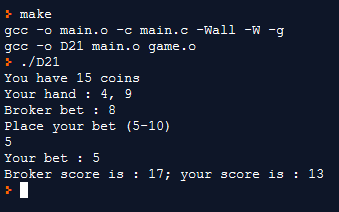 > make
gcc -o main.o -c main.c -Wall -W -g
gcc -o D21 main.o game.o
> ./D21
You have 15 coins
Your hand : 4, 9
Broker bet : 8
Place your bet (5-10)
5
Your bet : 5
Broker score is : 17; your score is : 13
>